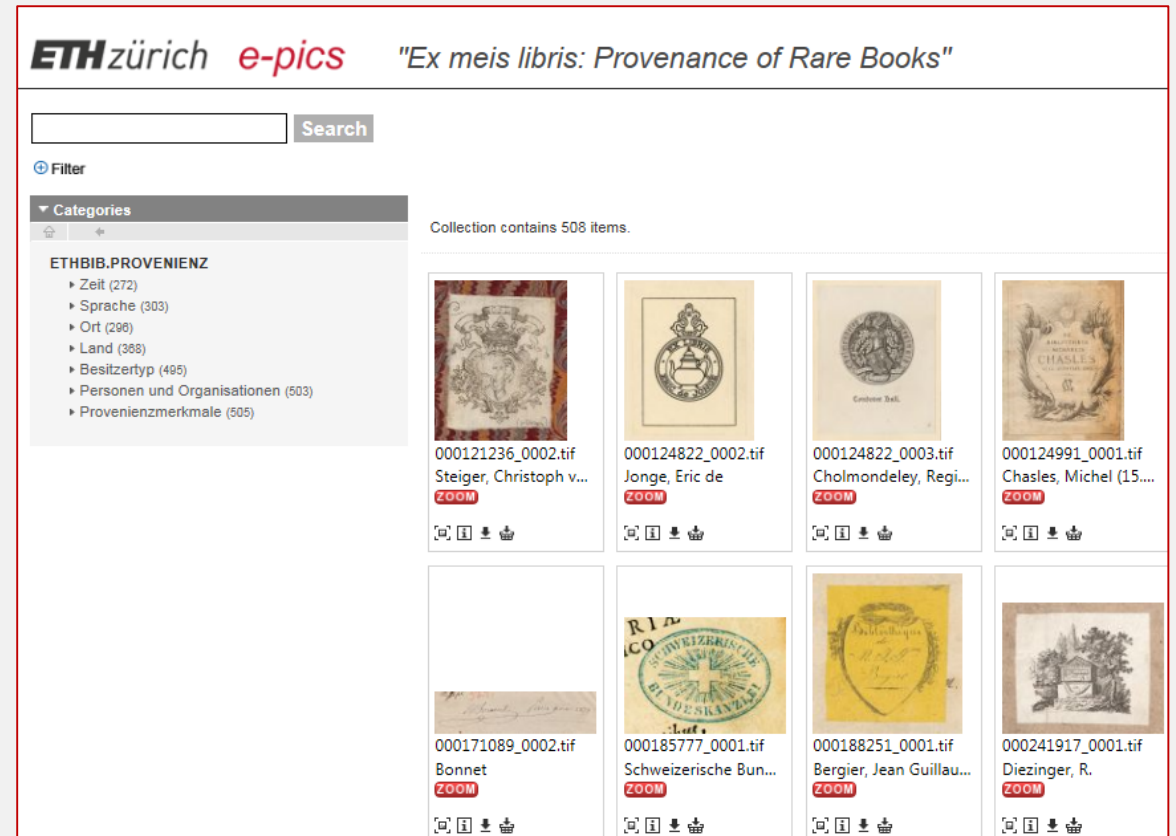 ETH zürich e-pics "Ex meis libris: Provenance of Rare Books"
Search
Filter
Categories
Collection contains 508 items.
ETHBIB.PROVENIENZ
Zeit (272)
Sprache (303)
Ort (296)
Land (368)
Besitzertyp (495)
Personen und Organisationen (503)
Provenienzmerkmale (505)
EX LIBRIS
CHASLES
000121236_0002.tif
Steiger, Christoph v...
ZOOM
000124822_0002.tif
Jonge, Eric de
ZOOM
000124822_0003.tif
Cholmondeley, Regi...
ZOOM
000124991_0001.tif
Chasles, Michel (15....
ZOOM
SCHWEIZERISCHE
BUNDESKANZLEI
Bibliothèque
000171089_0002.tif
Bonnet
ZOOM
000185777_0001.tif
Schweizerische Bun...
ZOOM
000188251_0001.tif
Bergier, Jean Guillau...
ZOOM
000241917_0001.tif
Diezinger, R.
ZOOM